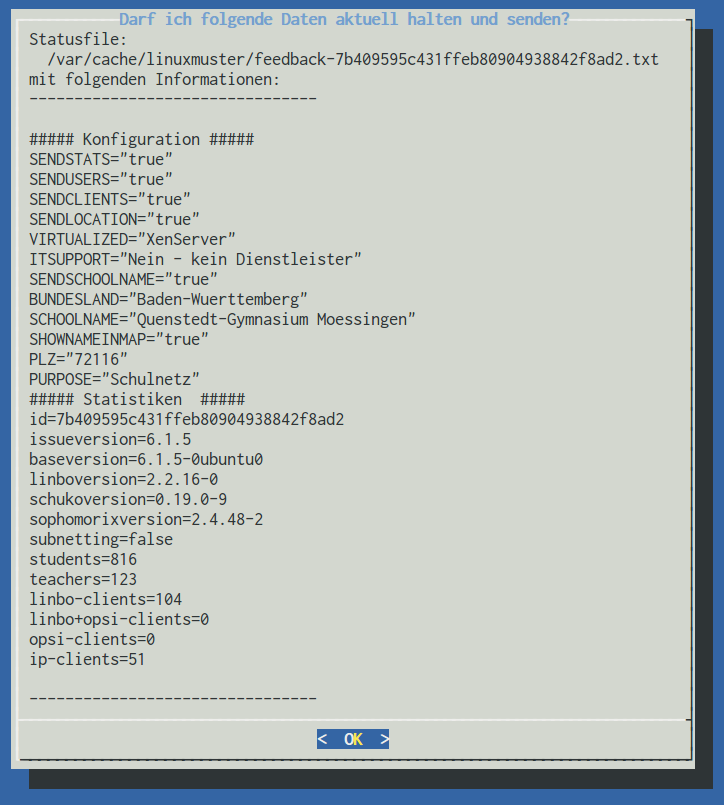 Darf ich folgende Daten aktuell halten und senden?
Statusfile:
/var/cache/linuxmuster/feedback-7b409595c431ffeb80904938842f8ad2.txt
mit folgenden Informationen:
--------------------------------
##### Konfiguration #####
SENDSTATS="true"
SENDUSERS="true"
SENDCLIENTS="true"
SENDLOCATION="true"
VIRTUALIZED="XenServer"
ITSUPPORT="Nein - kein Dienstleister"
SENDSCHOOLNAME="true"
BUNDESLAND="Baden-Wuerttemberg"
SCHOOLNAME="Quenstedt-Gymnasium Moessingen"
SHOWNAMEINMAP="true"
PLZ="72116"
PURPOSE="Schulnetz"
##### Statistiken  #####
id=7b409595c431ffeb80904938842f8ad2
issueversion=6.1.5
baseversion=6.1.5-0ubuntu0
linboversion=2.2.16-0
schukoversion=0.19.0-9
sophomorixversion=2.4.48-2
subnetting=false
students=816
teachers=123
linbo-clients=104
linbo+opsi-clients=0
opsi-clients=0
ip-clients=51
--------------------------------
<  OK  >